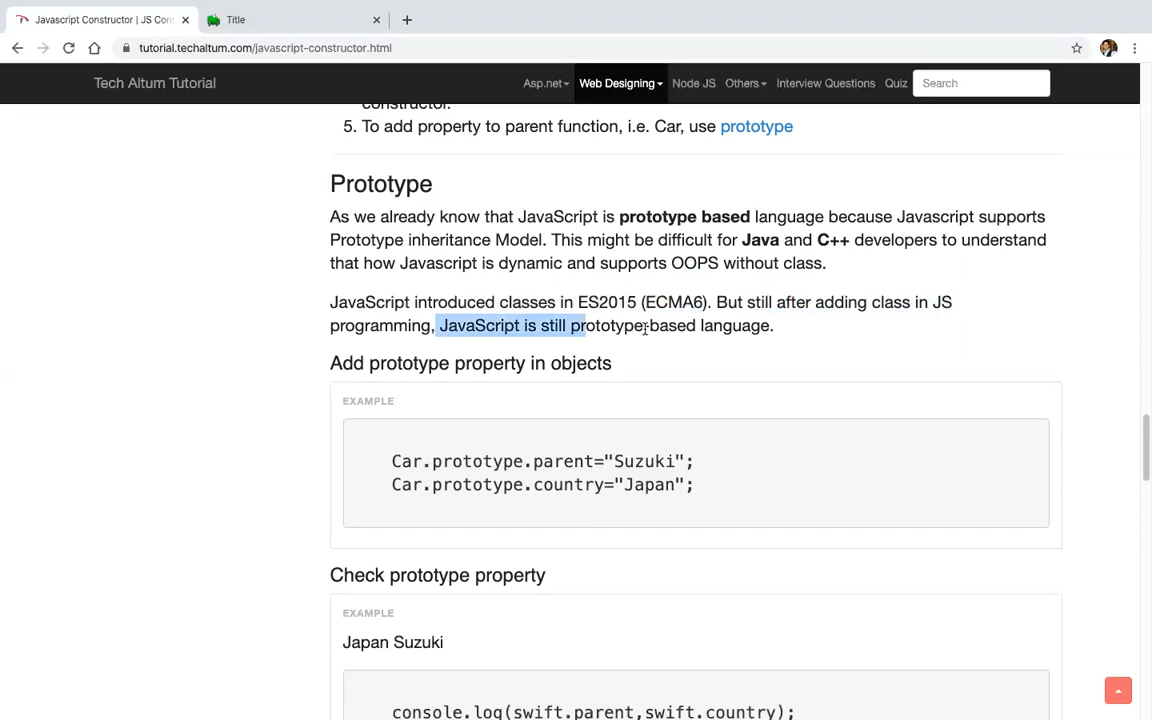 Javascript Constructor | JS Con
Title
tutorial.techaltum.com/javascript-constructor.html
Tech Altum Tutorial
Asp.net
Web Designing
Node JS
Others
Interview Questions
Quiz
Search
constructor.
5. To add property to parent function, i.e. Car, use prototype
Prototype
As we already know that JavaScript is prototype based language because Javascript supports
Prototype inheritance Model. This might be difficult for Java and C++ developers to understand
that how Javascript is dynamic and supports OOPS without class.
JavaScript introduced classes in ES2015 (ECMA6). But still after adding class in JS
programming, JavaScript is still prototype-based language.
Add prototype property in objects
EXAMPLE
Car.prototype.parent="Suzuki";
Car.prototype.country="Japan";
Check prototype property
EXAMPLE
Japan Suzuki
console.log(swift.parent,swift.country);